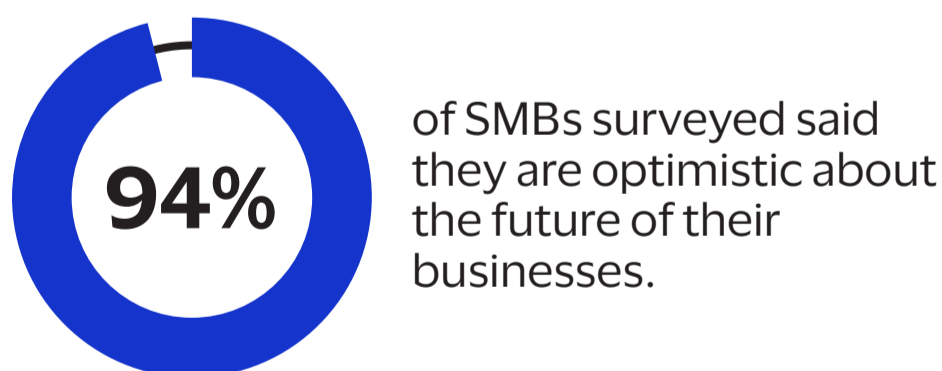 94%
of SMBs surveyed said
they are optimistic about
the future of their
businesses.